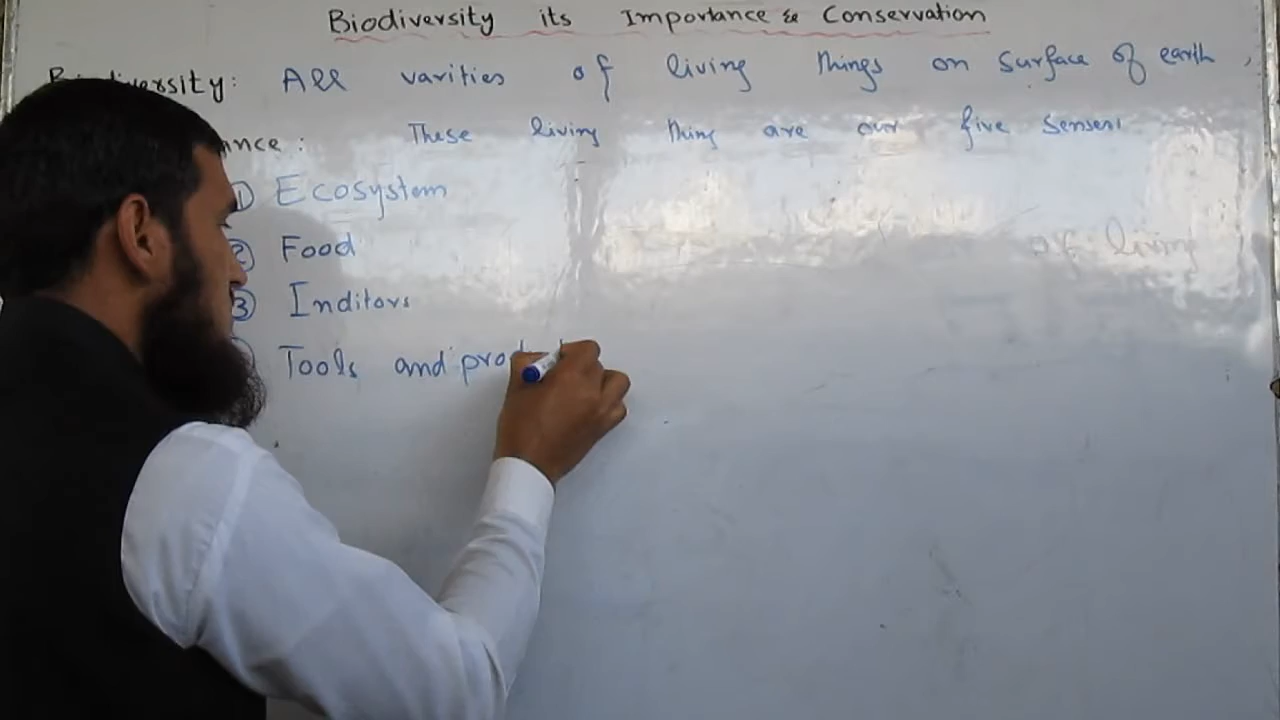 Biodiversity its Importance & Conservation
Biodiversity: All varities of living things on surface of earth,
ance: These living thing are our five senses
① Ecosystem
② Food
of living
③ Inditors
Tools and prod